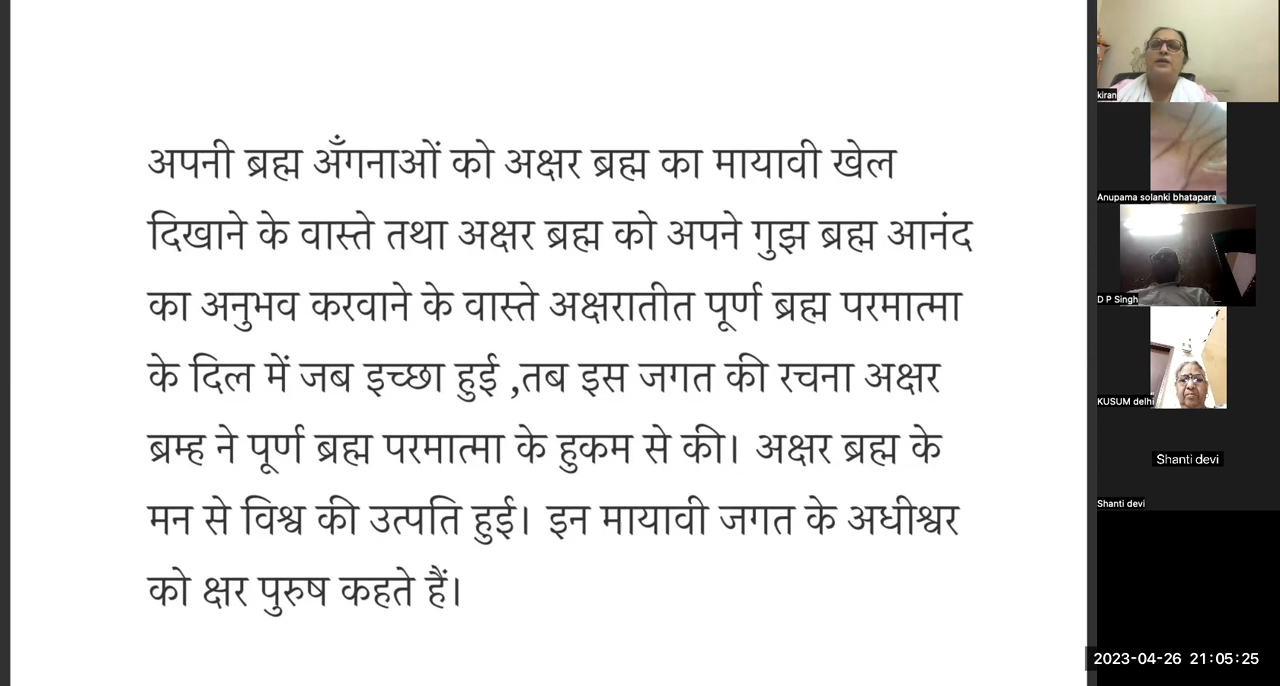 अपनी ब्रह्म अँगनाओं को अक्षर ब्रह्म का मायावी खेल
दिखाने के वास्ते तथा अक्षर ब्रह्म को अपने गुझ ब्रह्म आनंद
का अनुभव करवाने के वास्ते अक्षरातीत पूर्ण ब्रह्म परमात्मा
के दिल में जब इच्छा हुई ,तब इस जगत की रचना अक्षर
ब्रम्ह ने पूर्ण ब्रह्म परमात्मा के हुकम से की। अक्षर ब्रह्म के
मन से विश्व की उत्पति हुई। इन मायावी जगत के अधीश्वर
को क्षर पुरुष कहते हैं।
kiran
Anupama solanki bhatapara
D P Singh
KUSUM delhi
Shanti devi
Shanti devi
2023-04-26 21:05:25